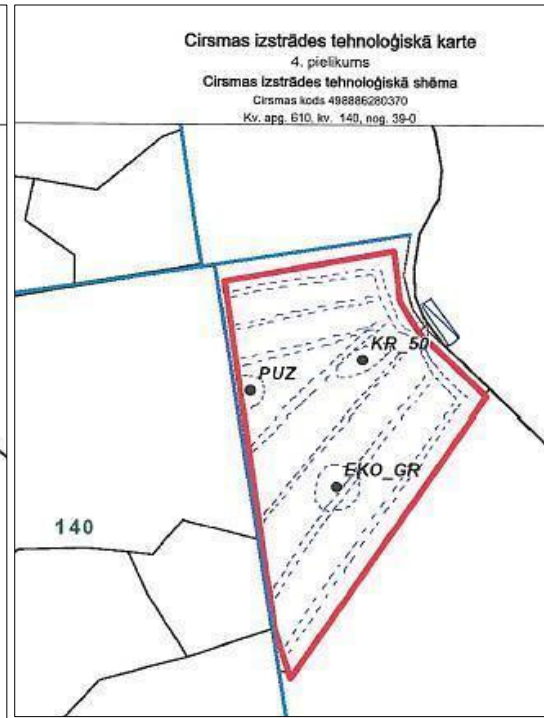 Cirsmas izstrādes tehnoloģiskā karte
4. pielikums
Cirsmas izstrādes tehnoloģiskā shēma
Cirsmas kods 498886280370
Kv. apg. 610, kv. 140, nog. 39-0
KR_50
PUZ
EKO_GR
140